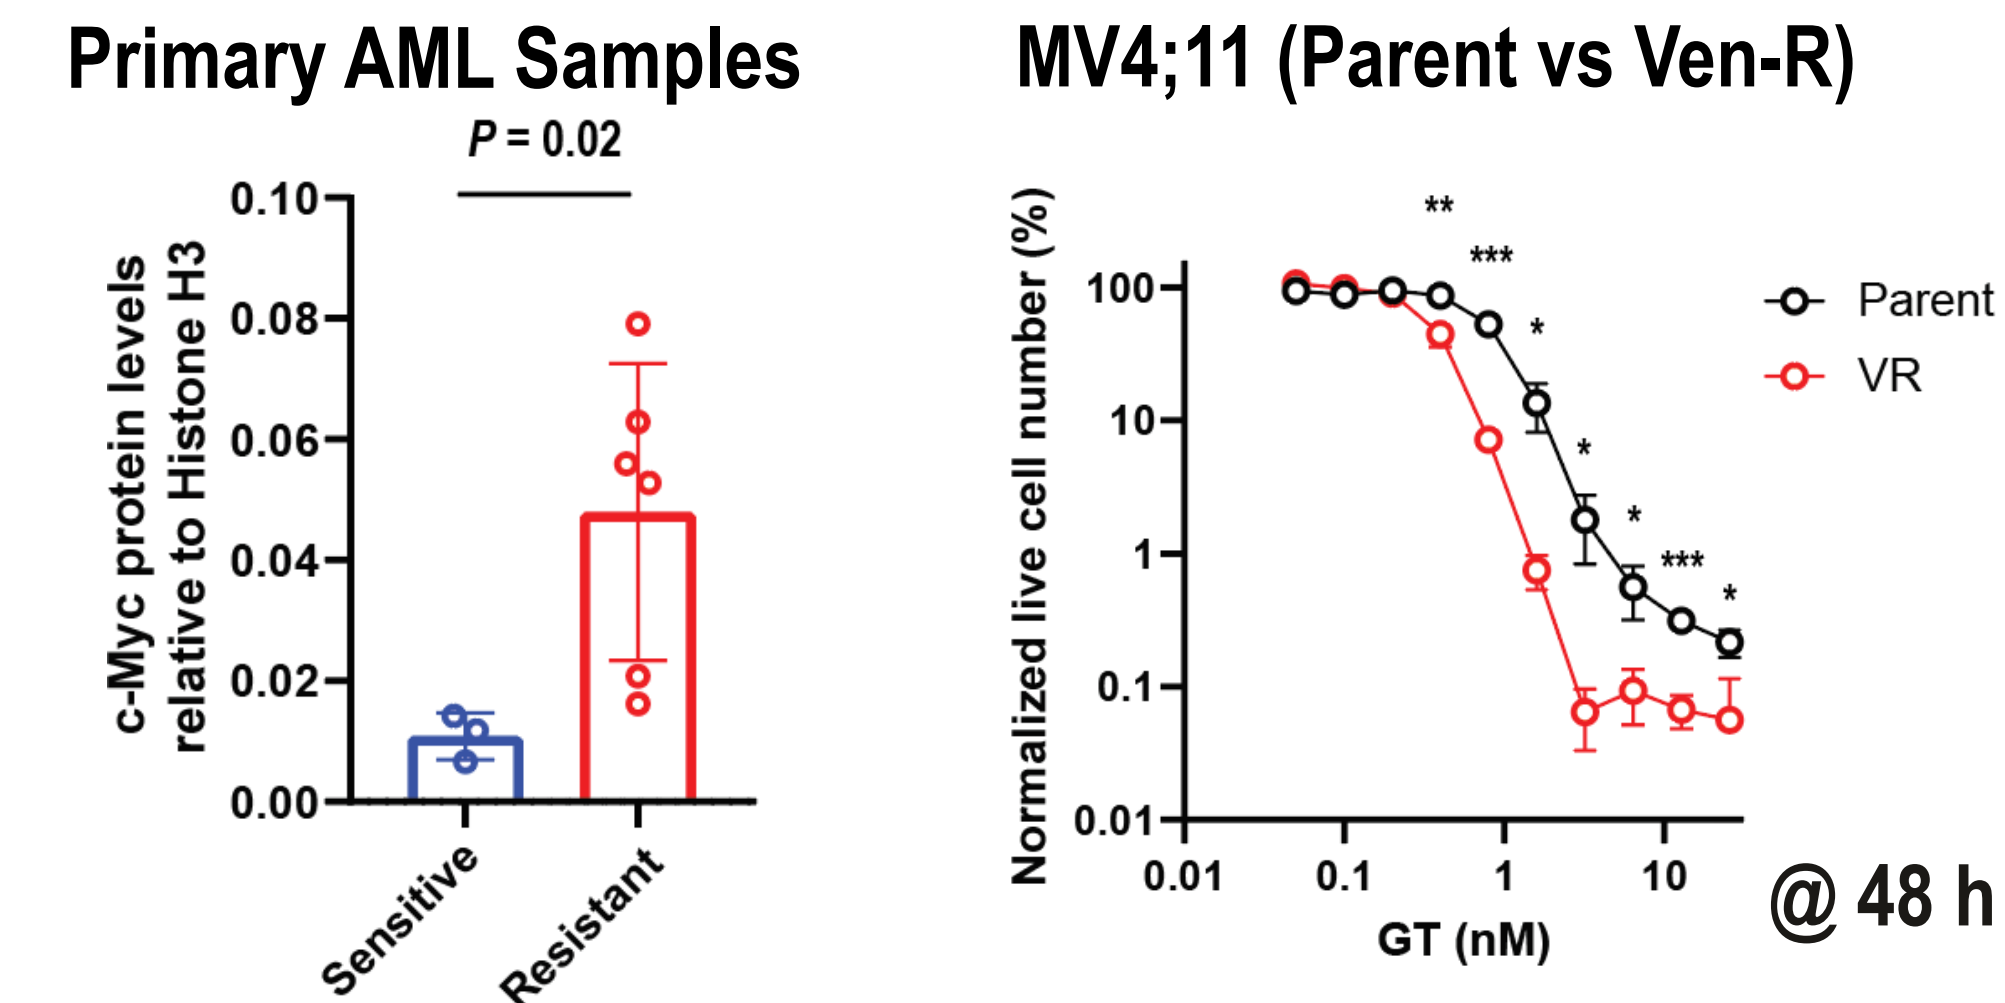 Primary AML Samples
P = 0.02
c-Myc protein levels
relative to Histone H3
0.10
0.08
0.06
0.04
0.02
0.00
Sensitive
Resistant
MV4;11 (Parent vs Ven-R)
Normalized live cell number (%)
100
10
1
0.1
0.01
**
***
*
*
*
***
*
0.01
0.1
1
10
GT (nM)
Parent
VR
@ 48 h